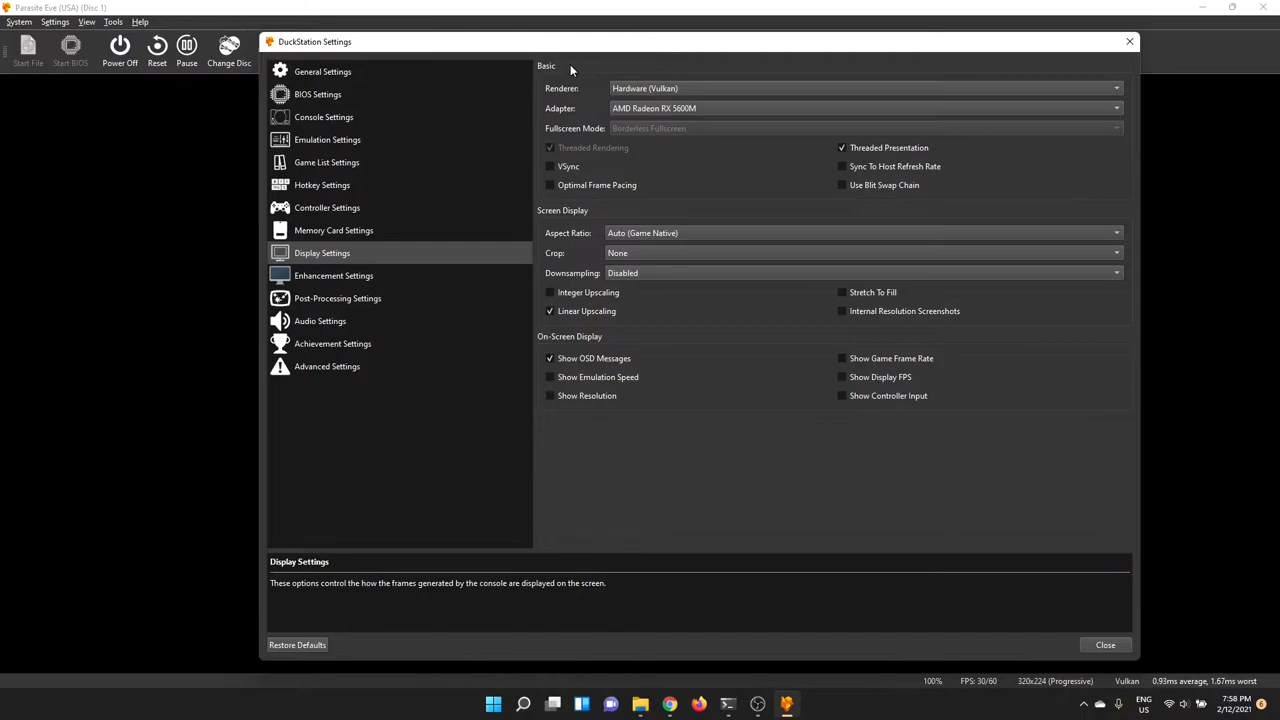 Parasite Eve (USA) (Disc 1)
System Settings View Tools Help
Start File Start BIOS Power Off Reset Pause Change Disc
DuckStation Settings
General Settings
BIOS Settings
Console Settings
Emulation Settings
Game List Settings
Hotkey Settings
Controller Settings
Memory Card Settings
Display Settings
Enhancement Settings
Post-Processing Settings
Audio Settings
Achievement Settings
Advanced Settings
Basic
Renderer: Hardware (Vulkan)
Adapter: AMD Radeon RX 5600M
Fullscreen Mode: Borderless Fullscreen
Threaded Rendering Threaded Presentation
VSync Sync To Host Refresh Rate
Optimal Frame Pacing Use Blit Swap Chain
Screen Display
Aspect Ratio: Auto (Game Native)
Crop: None
Downsampling: Disabled
Integer Upscaling Stretch To Fill
Linear Upscaling Internal Resolution Screenshots
On-Screen Display
Show OSD Messages Show Game Frame Rate
Show Emulation Speed Show Display FPS
Show Resolution Show Controller Input
Display Settings
These options control the how the frames generated by the console are displayed on the screen.
Restore Defaults Close
100% FPS: 30/60 320x224 (Progressive) Vulkan 0.93ms average, 1.67ms worst
ENG
US
7:58 PM
2/12/2021
6